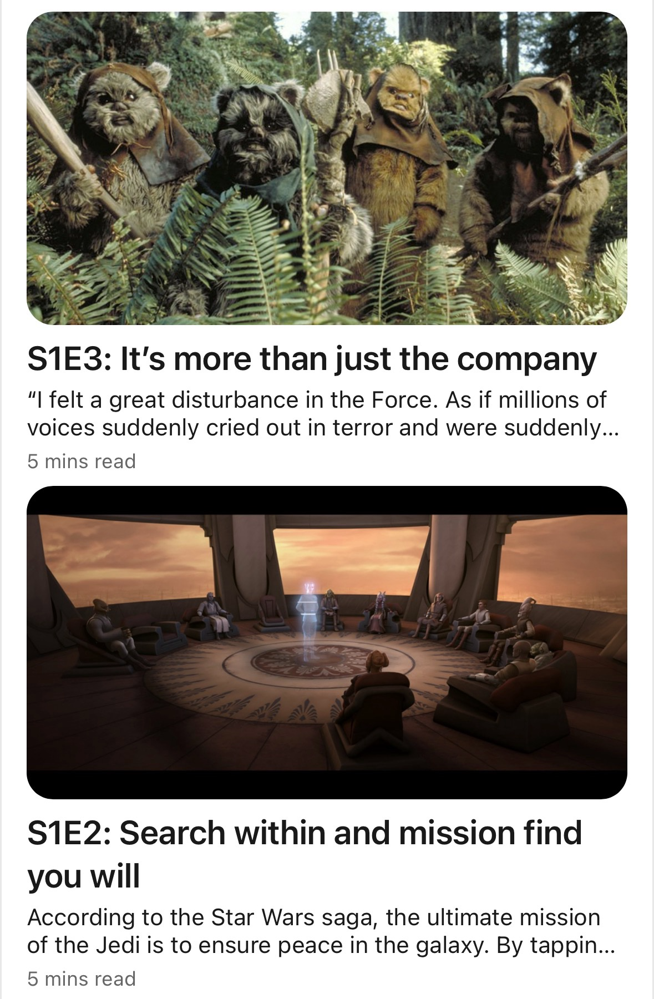 S1E3: It’s more than just the company
“I felt a great disturbance in the Force. As if millions of
voices suddenly cried out in terror and were suddenly...
5 mins read
S1E2: Search within and mission find
you will
According to the Star Wars saga, the ultimate mission
of the Jedi is to ensure peace in the galaxy. By tappin...
5 mins read